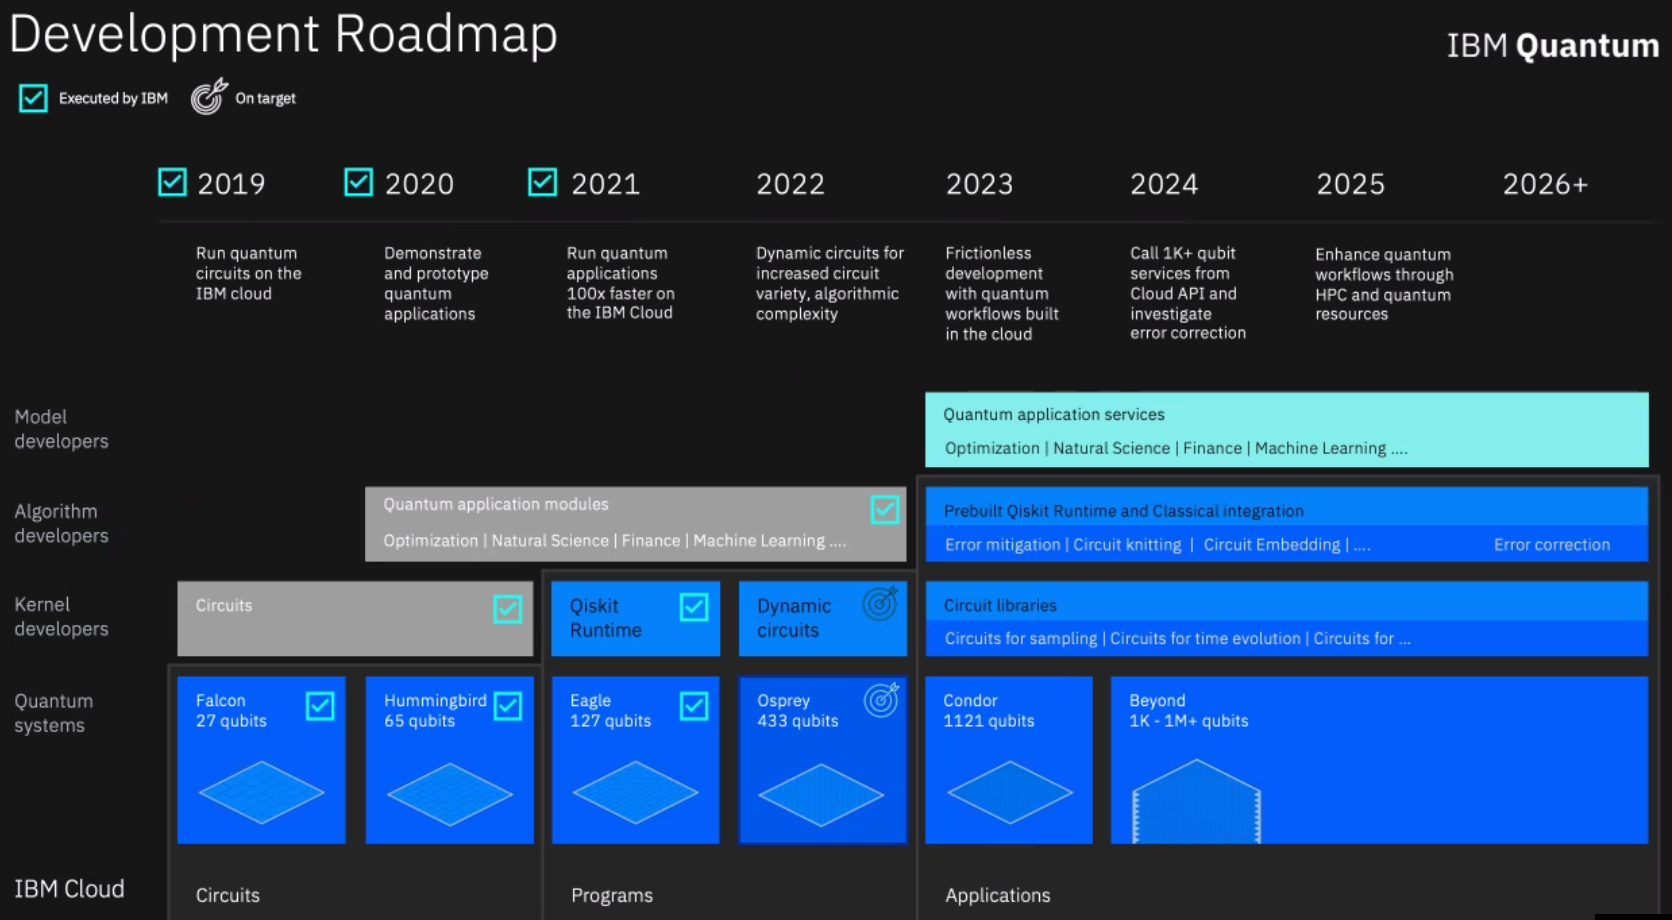 Development Roadmap
IBM Quantum
Executed by IBM
On target
2019
2020
2021
2022
2023
2024
2025
2026+
Run quantum
circuits on the
IBM cloud
Demonstrate
and prototype
quantum
applications
Run quantum
applications
100x faster on
the IBM Cloud
Dynamic circuits for
increased circuit
variety, algorithmic
complexity
Frictionless
development
with quantum
workflows built
in the cloud
Call 1K+ qubit
services from
Cloud API and
investigate
error correction
Enhance quantum
workflows through
HPC and quantum
resources
Model
developers
Quantum application services
Optimization | Natural Science | Finance | Machine Learning ....
Algorithm
developers
Quantum application modules
Optimization | Natural Science | Finance | Machine Learning ....
Prebuilt Qiskit Runtime and Classical integration
Error mitigation | Circuit knitting | Circuit Embedding | ....
Error correction
Kernel
developers
Circuits
Qiskit
Runtime
Dynamic
circuits
Circuit libraries
Circuits for sampling | Circuits for time evolution | Circuits for ...
Quantum
systems
Falcon
27 qubits
Hummingbird
65 qubits
Eagle
127 qubits
Osprey
433 qubits
Condor
1121 qubits
Beyond
1K - 1M+ qubits
IBM Cloud
Circuits
Programs
Applications